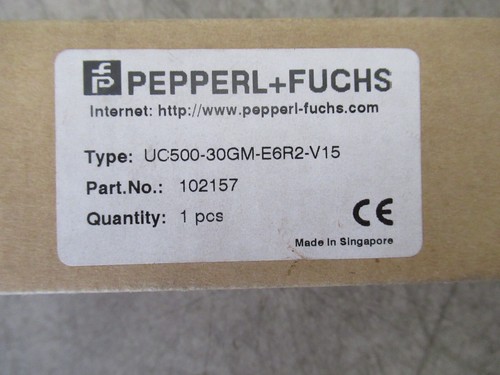 PEPPERL+FUCHS
Internet: http://www.pepperl-fuchs.com
Type: UC500-30GM-E6R2-V15
Part.No.: 102157
Quantity: 1 pcs
CE
Made in Singapore